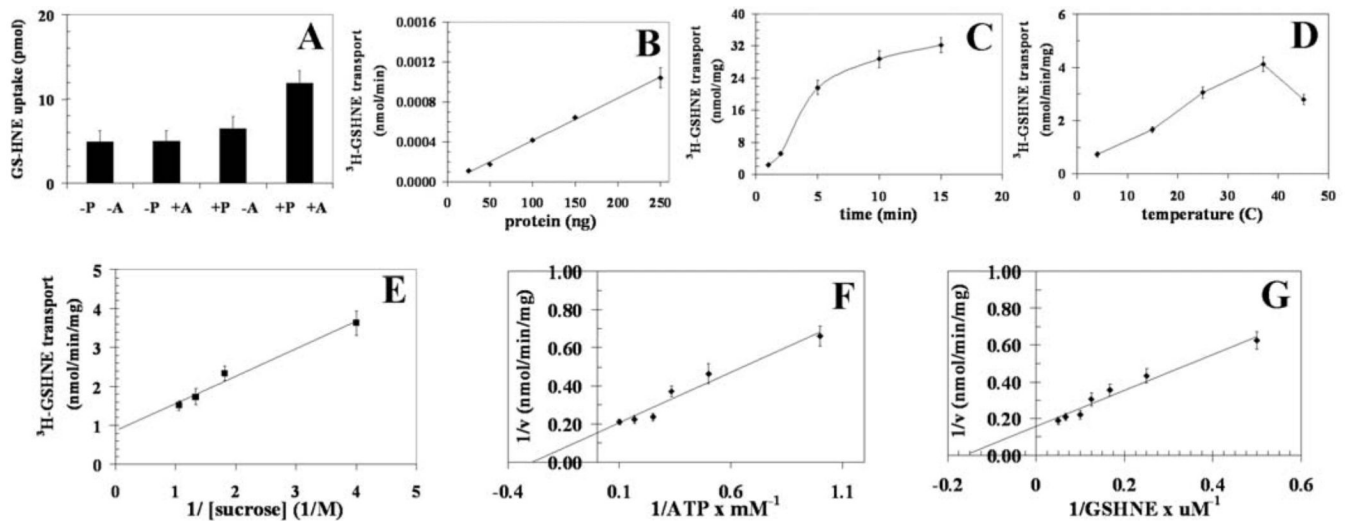 A
GS-HNE uptake (pmol)
20
10
0
-P -A -P +A +P -A +P +A
B
³H-GSHNE transport
(nmol/min)
0.0016
0.0012
0.0008
0.0004
0.0000
0 50 100 150 200 250
protein (ng)
C
³H-GSHNE transport
(nmol/min/mg)
40
32
24
16
8
0
0 5 10 15 20
time (min)
D
³H-GSHNE transport
(nmol/min/mg)
6
4
2
0
0 10 20 30 40 50
temperature (C)
E
³H-GSHNE transport
(nmol/min/mg)
5
4
3
2
1
0
0 1 2 3 4 5
1/ [sucrose] (1/M)
F
1/v (nmol/min/mg)
1.00
0.80
0.60
0.40
0.20
0.00
-0.4 0.1 0.6 1.1
1/ATP x mM⁻¹
G
1/v (nmol/min/mg)
1.00
0.80
0.60
0.40
0.20
0.00
-0.2 0 0.2 0.4 0.6
1/GSHNE x uM⁻¹